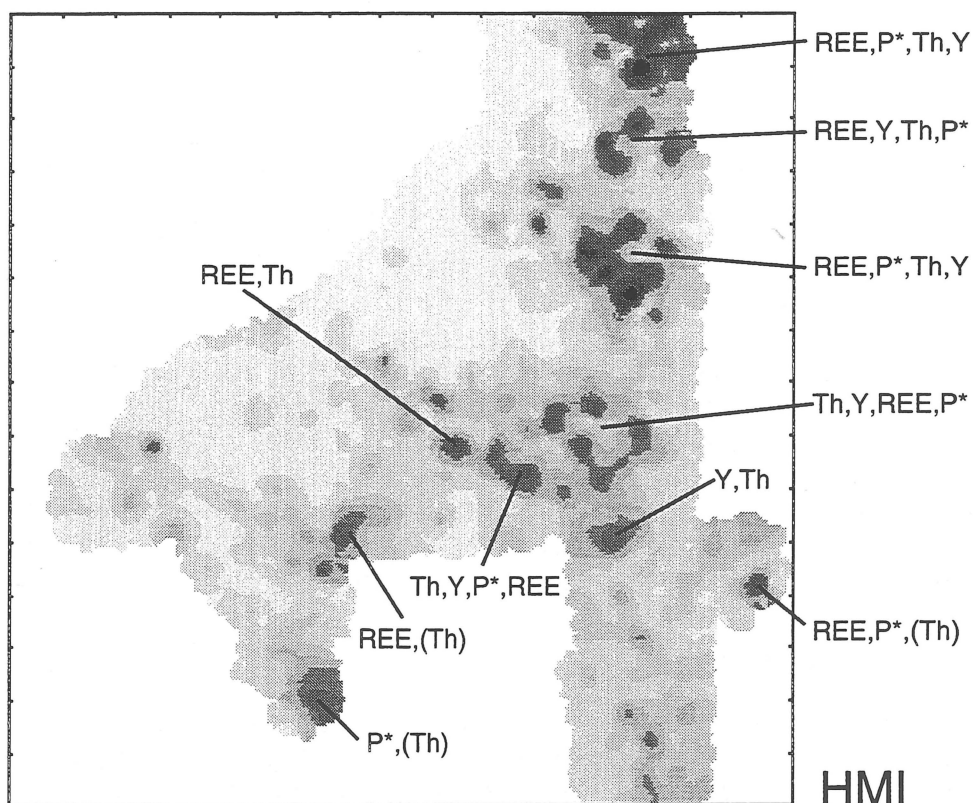 REE,P*,Th,Y
REE,Y,Th,P*
REE,P*,Th,Y
REE,Th
Th,Y,REE,P*
Y,Th
Th,Y,P*,REE
REE,(Th)
REE,P*,(Th)
P*,(Th)
HMI